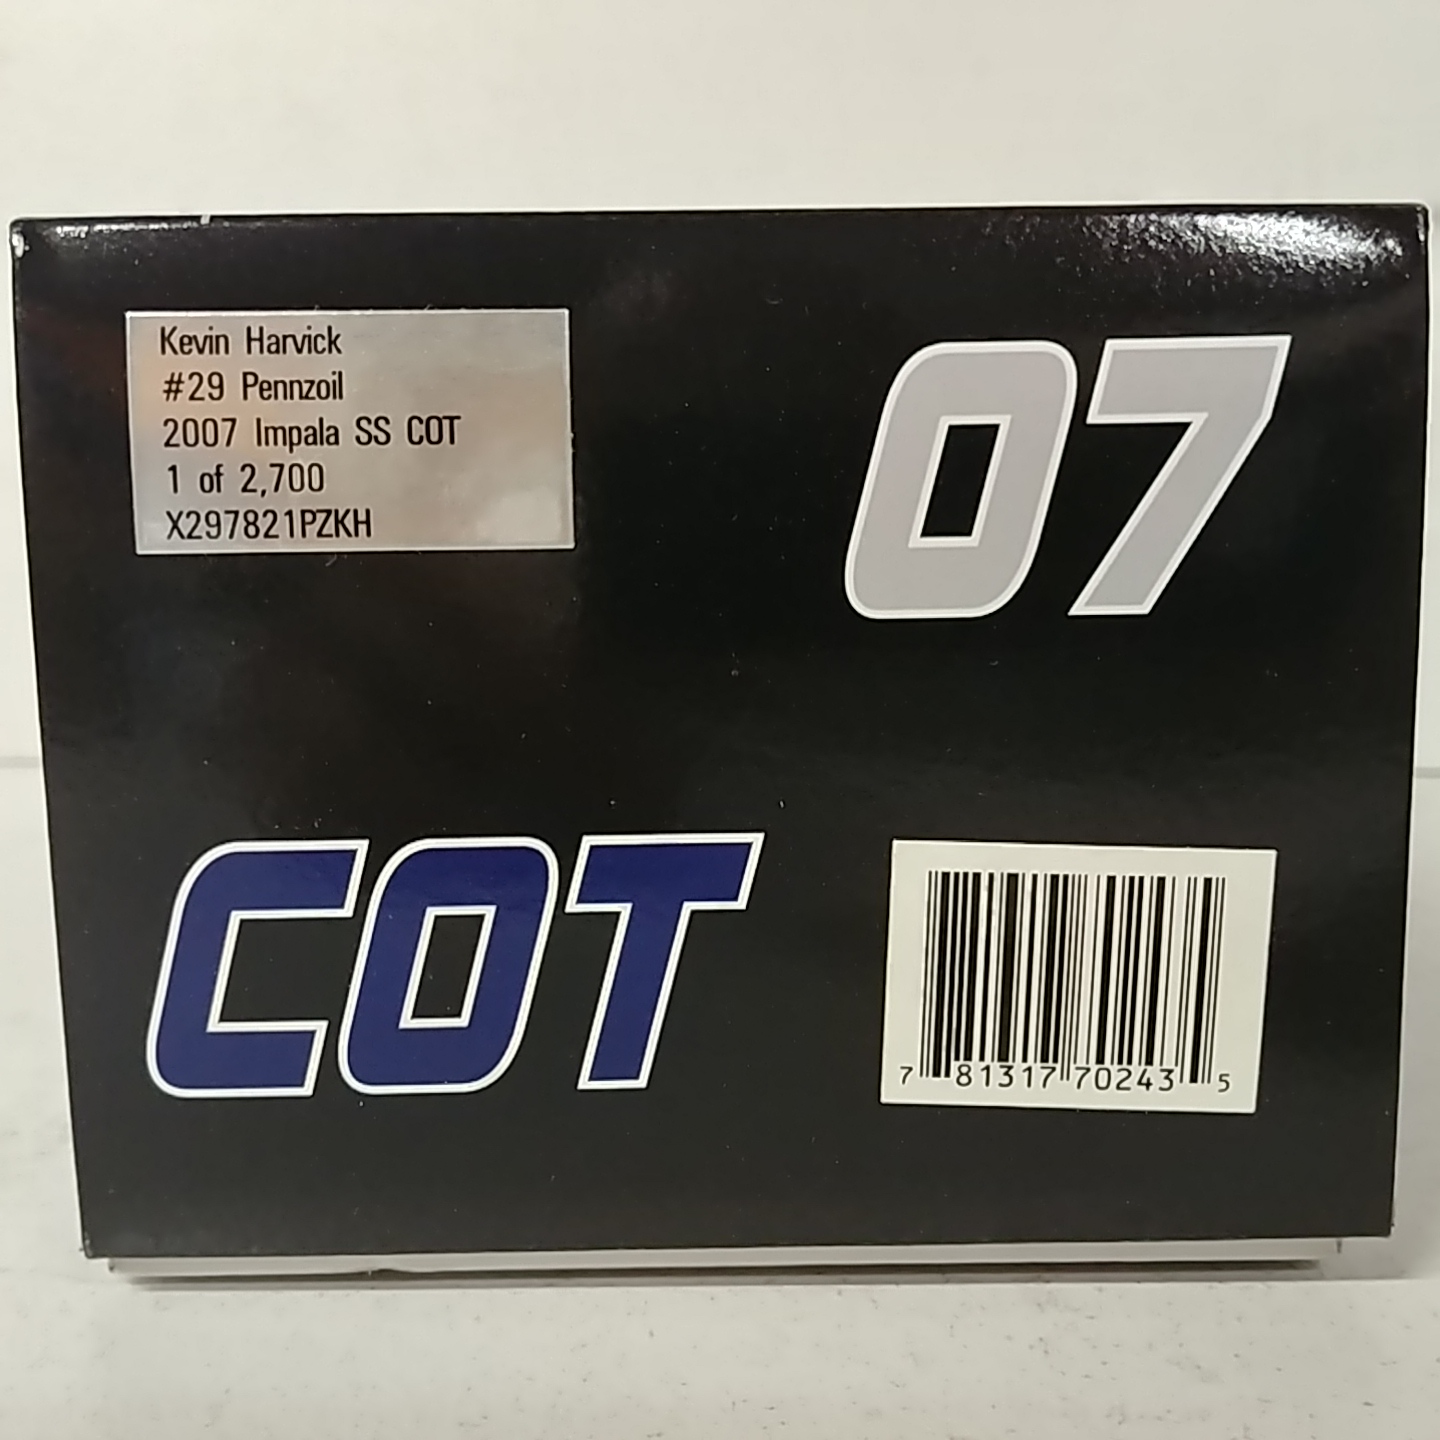 Kevin Harvick
#29 Pennzoil
2007 Impala SS COT
1 of 2,700
X297821PZKH
07
COT
7 81317 70243 5